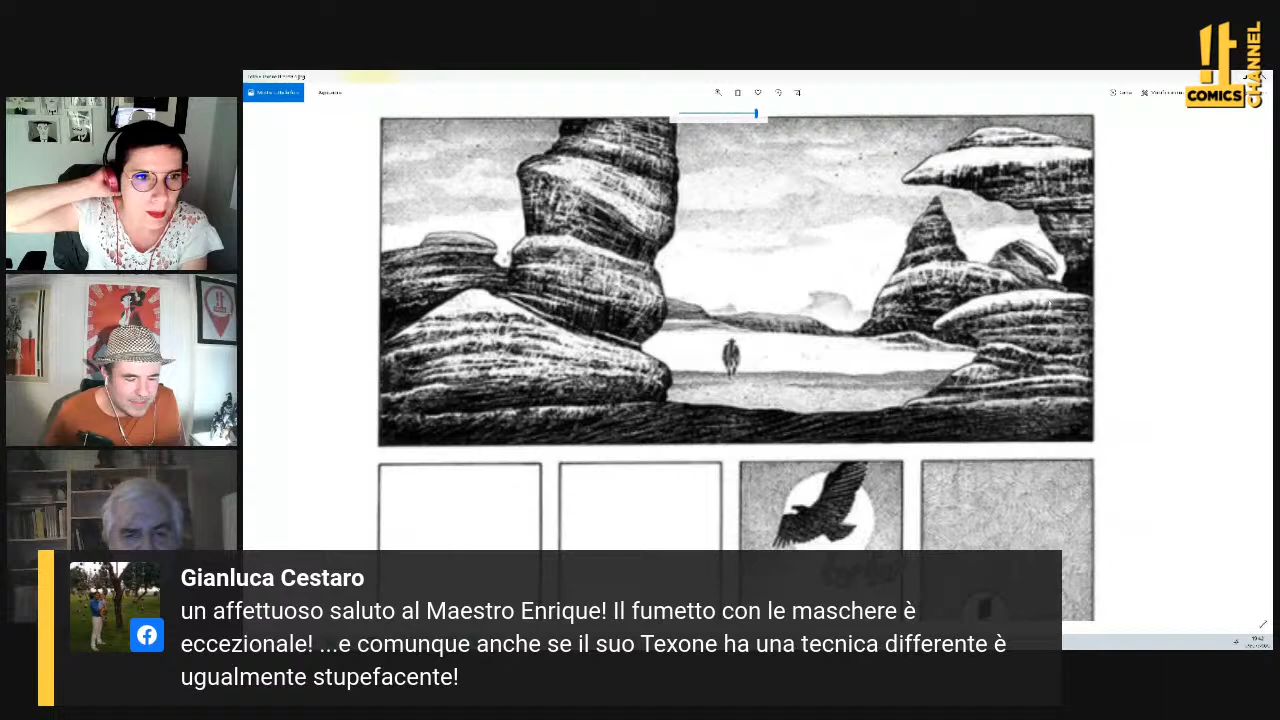 COMICS
CHANNEL
Gianluca Cestaro
un affettuoso saluto al Maestro Enrique! Il fumetto con le maschere è
eccezionale! ...e comunque anche se il suo Texone ha una tecnica differente è
ugualmente stupefacente!